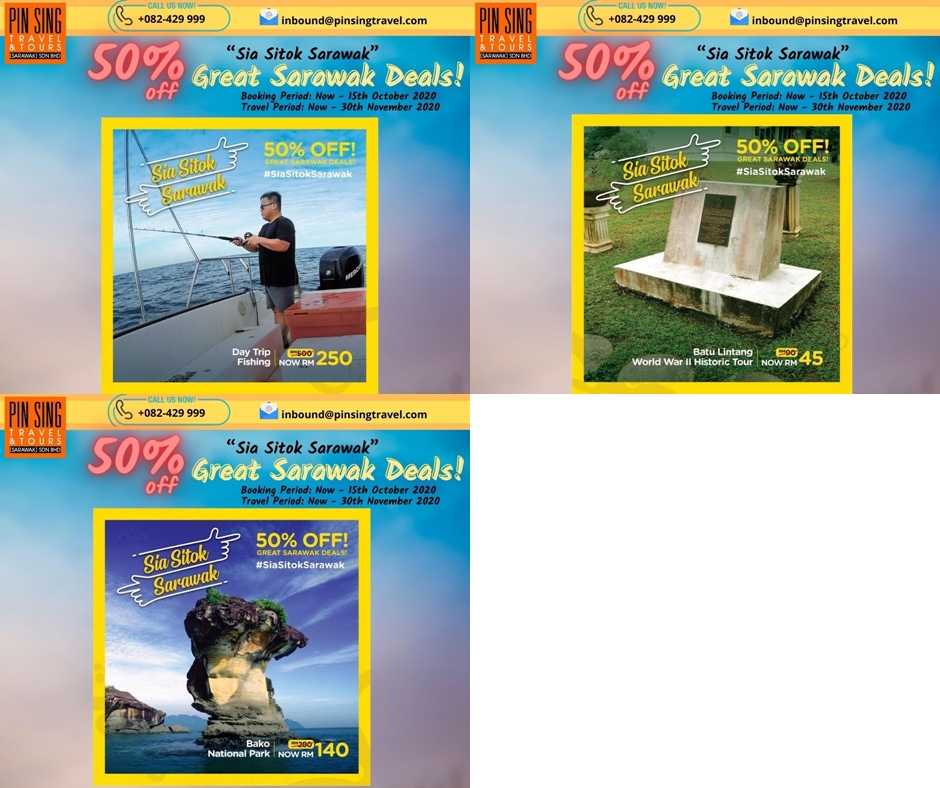 PIN SING
TRAVEL
& TOURS
(SARAWAK) SDN BHD
CALL US NOW!
+082-429 999
inbound@pinsingtravel.com
50%
off
“Sia Sitok Sarawak”
Great Sarawak Deals!
Booking Period: Now - 15th October 2020
Travel Period: Now - 30th November 2020
Sia Sitok
Sarawak
50% OFF!
GREAT SARAWAK DEALS!
#SiaSitokSarawak
MERCURY
Day Trip
Fishing
RM500
NOW RM 250
PIN SING
TRAVEL
& TOURS
(SARAWAK) SDN BHD
CALL US NOW!
+082-429 999
inbound@pinsingtravel.com
50%
off
“Sia Sitok Sarawak”
Great Sarawak Deals!
Booking Period: Now - 15th October 2020
Travel Period: Now - 30th November 2020
Sia Sitok
Sarawak
50% OFF!
GREAT SARAWAK DEALS!
#SiaSitokSarawak
Batu Lintang
World War II Historic Tour
RM90
NOW RM 45
PIN SING
TRAVEL
& TOURS
(SARAWAK) SDN BHD
CALL US NOW!
+082-429 999
inbound@pinsingtravel.com
50%
off
“Sia Sitok Sarawak”
Great Sarawak Deals!
Booking Period: Now - 15th October 2020
Travel Period: Now - 30th November 2020
Sia Sitok
Sarawak
50% OFF!
GREAT SARAWAK DEALS!
#SiaSitokSarawak
Bako
National Park
RM280
NOW RM 140